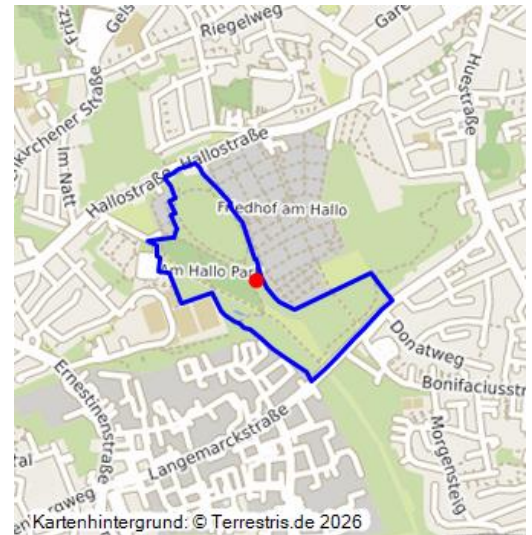 Riegelweg
Huestraße
Im Natt
Hallostraße
Hallostraße
Friedhof am Hallo
Am Hallo Park
Donatweg
Bonifaciusstr
Ernestinenstraße
Langemarckstraße
Morgensteig
Kartenhintergrund: © Terrestris.de 2026